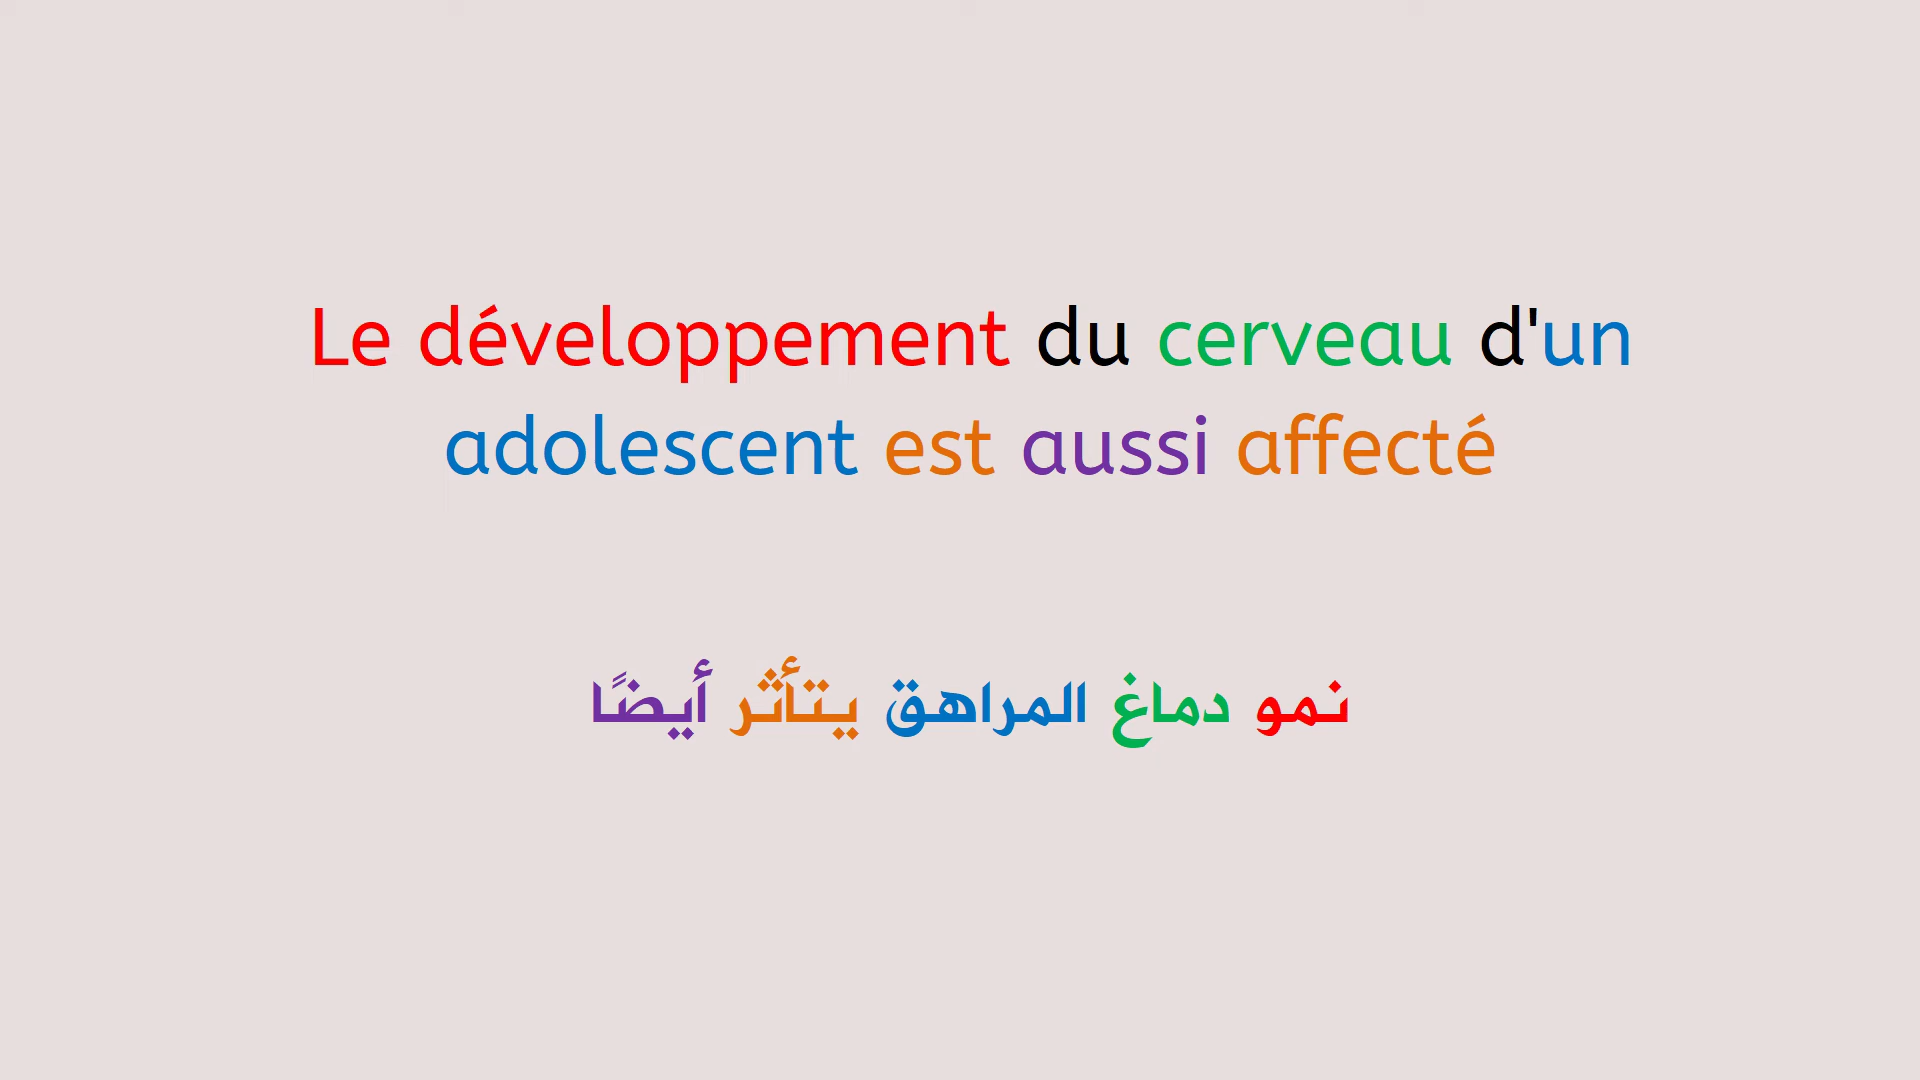 Le développement du cerveau d'un
adolescent est aussi affecté
نمو دماغ المراهق يتأثر أيضًا